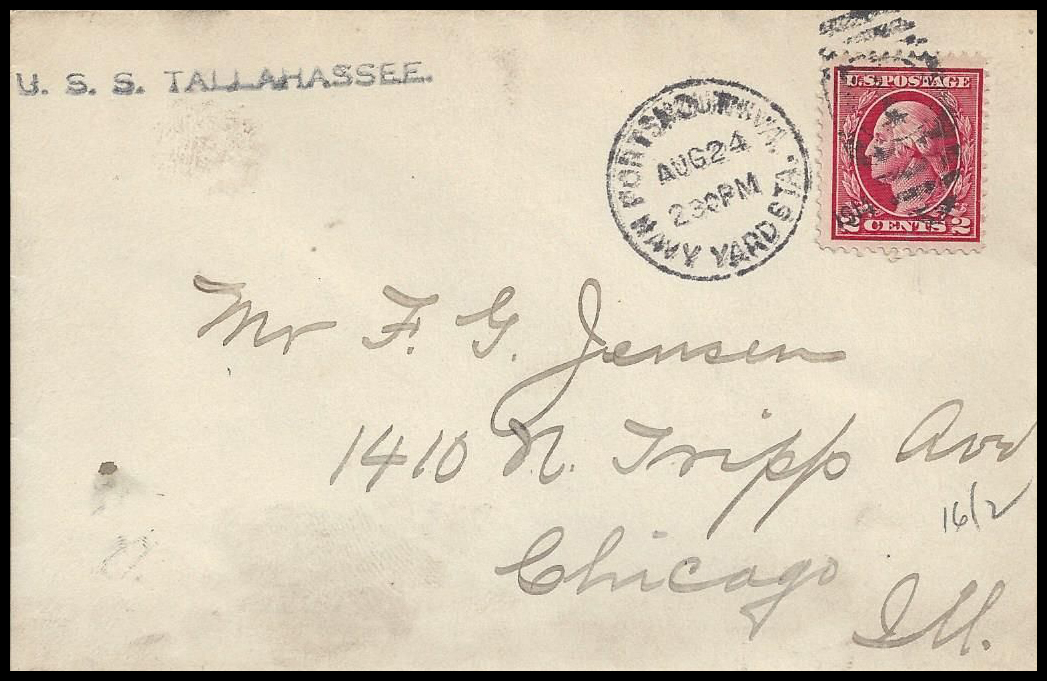 U. S. S. TALLAHASSEE.
PORTSMOUTH, VA.
AUG 24
2 30 PM
NAVY YARD STA.
U.S. POSTAGE
2 CENTS 2
Mr F. G. Jensen
1410 N. Tripp Ave
16/2
Chicago
Ill.